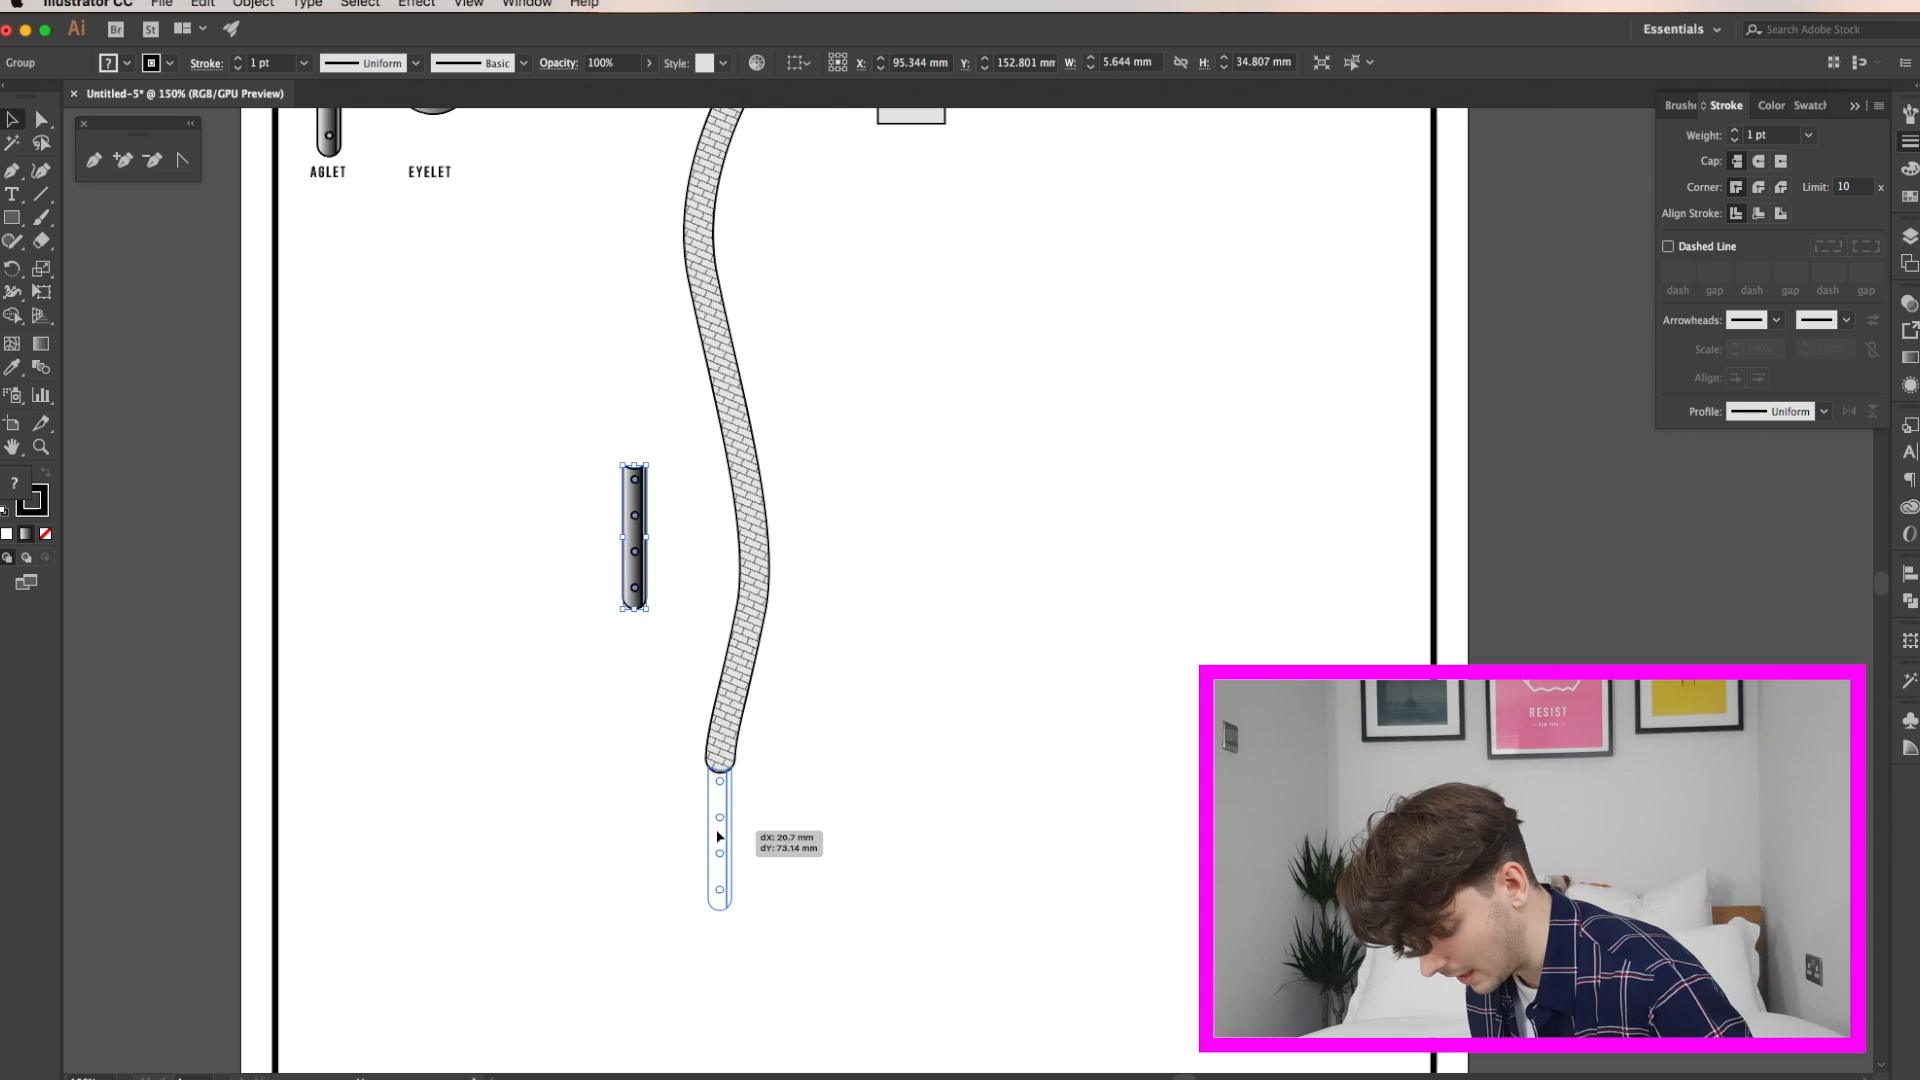 Illustrator CC File Edit Object Type Select Effect View Window Help
Ai Br St Essentials Search Adobe Stock
Group ? Stroke: 1 pt Uniform Basic Opacity: 100% Style: X: 95.344 mm Y: 152.801 mm W: 5.644 mm H: 34.807 mm
× Untitled-5* @ 150% (RGB/GPU Preview)
Brushe Stroke Color Swatch
Weight: 1 pt
Cap:
Corner: Limit: 10 x
Align Stroke:
Dashed Line
dash gap dash gap dash gap
Arrowheads:
Scale: 100% 100%
Align:
Profile: Uniform
AGLET EYELET
?
dX: 20.7 mm
dY: 73.14 mm
RESIST